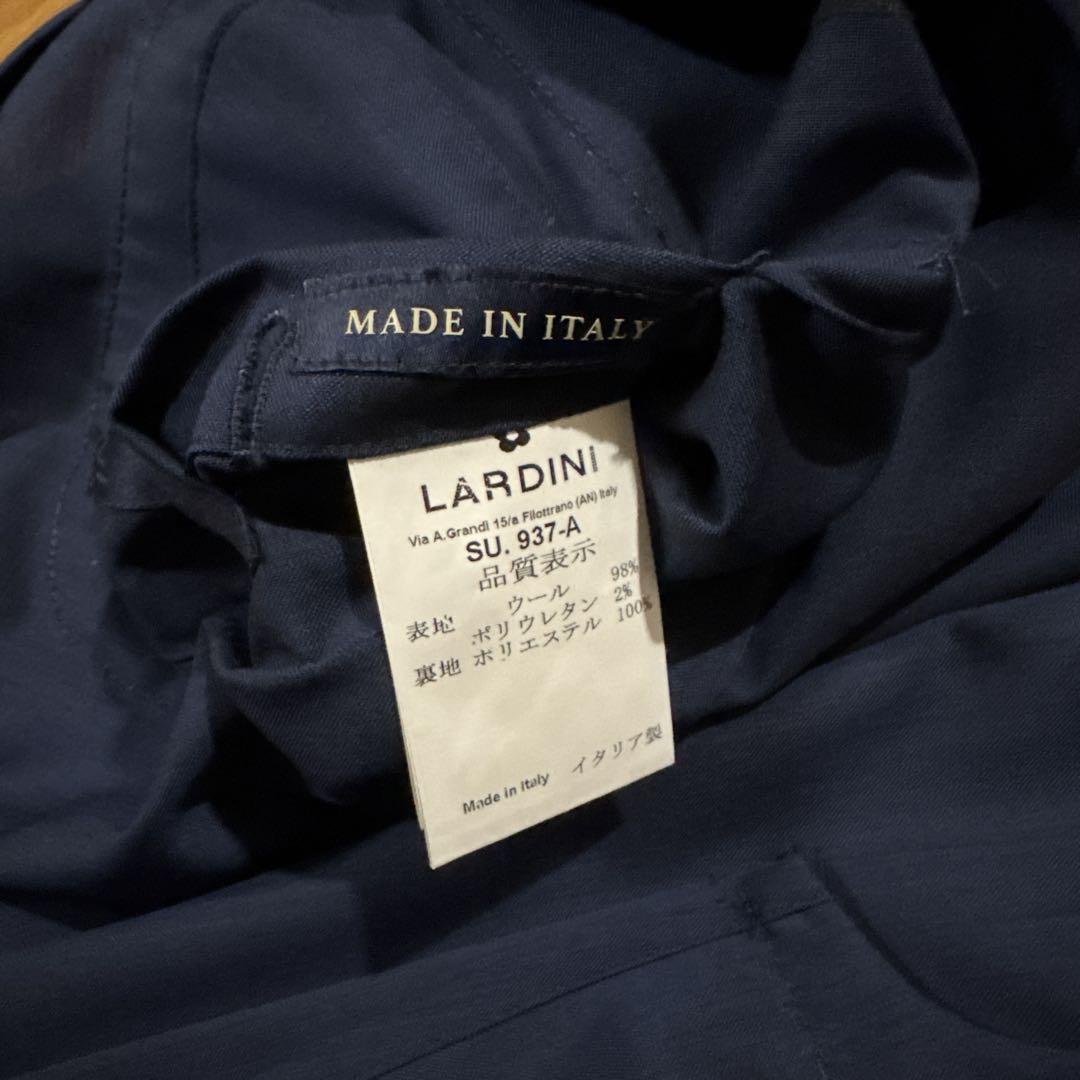 MADE IN ITALY
LARDINI
Via A.Grandi 15/a Filottrano (AN) Italy
SU. 937-A
品質表示
表地 ウール 98%
ポリウレタン 2%
裏地 ポリエステル 100%
Made in Italy イタリア製